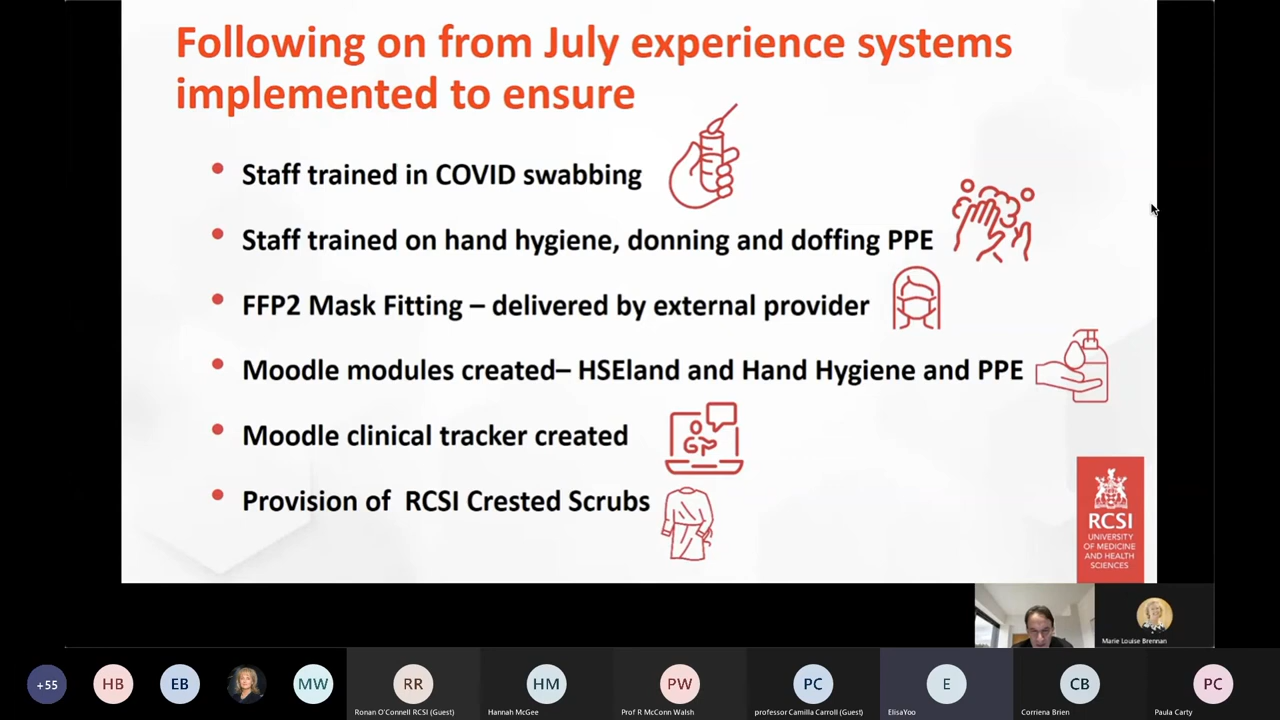 Following on from July experience systems
implemented to ensure
• Staff trained in COVID swabbing
• Staff trained on hand hygiene, donning and doffing PPE
• FFP2 Mask Fitting – delivered by external provider
• Moodle modules created– HSEland and Hand Hygiene and PPE
• Moodle clinical tracker created
• Provision of RCSI Crested Scrubs
RCSI
UNIVERSITY
OF MEDICINE
AND HEALTH
SCIENCES
Marie Louise Brennan
+55
HB
EB
MW
RR
HM
PW
PC
E
CB
PC
Ronan O'Connell RCSI (Guest)
Hannah McGee
Prof R McConn Walsh
professor Camilla Carroll (Guest)
ElisaYoo
Corriena Brien
Paula Carty